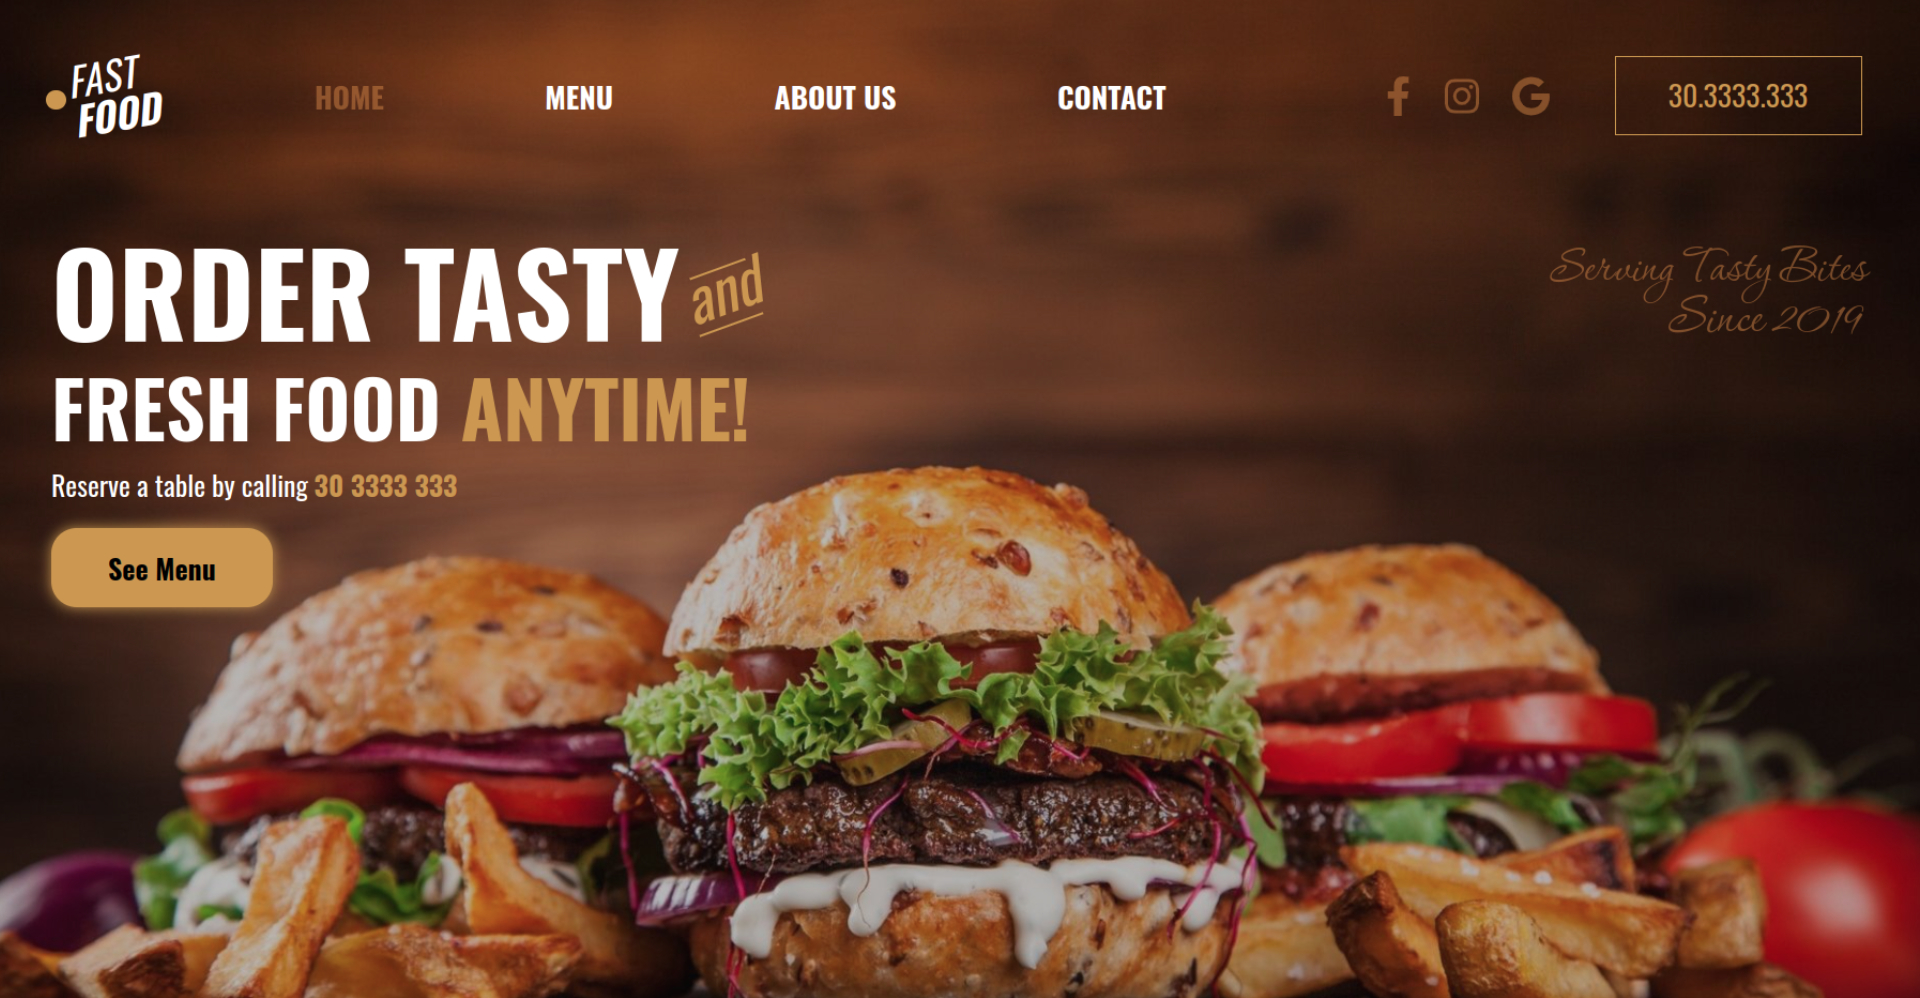 FAST
FOOD
HOME MENU ABOUT US CONTACT 30.3333.333
ORDER TASTY and
FRESH FOOD ANYTIME!
Reserve a table by calling 30 3333 333
See Menu
Serving Tasty Bites
Since 2019